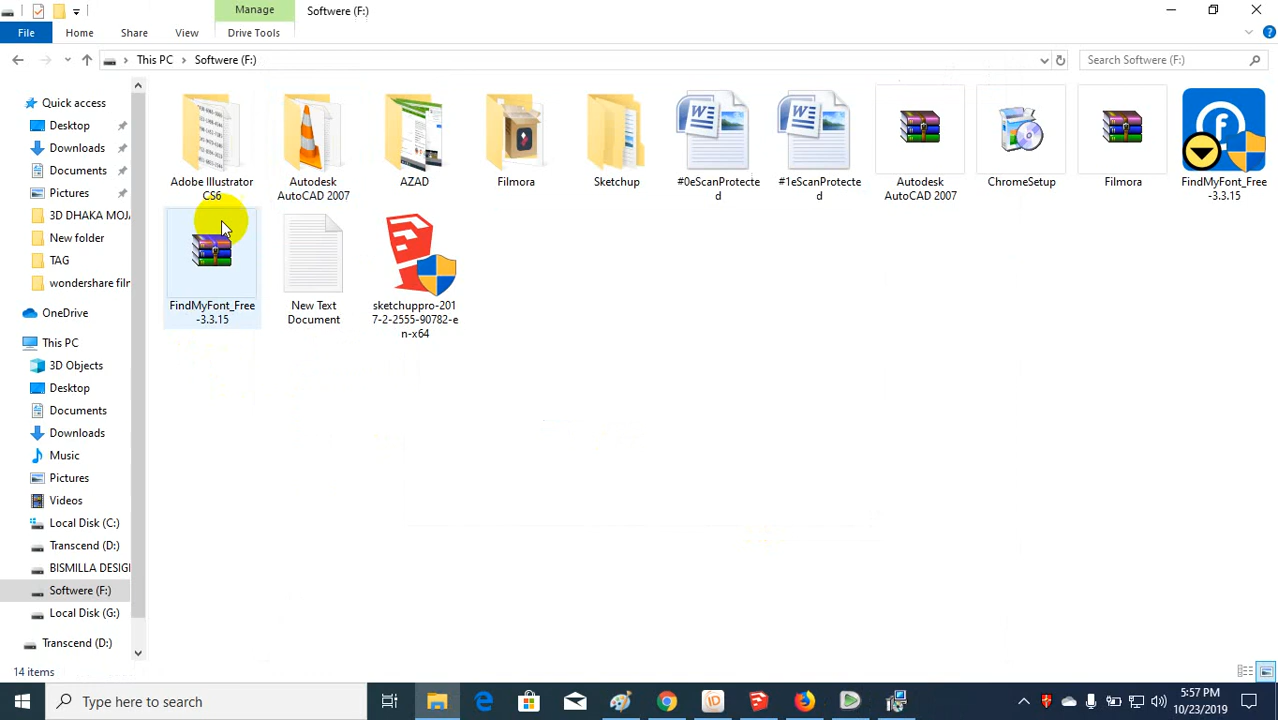 Manage
Softwere (F:)
File
Home
Share
View
Drive Tools
This PC
Softwere (F:)
Search Softwere (F:)
Quick access
Desktop
Downloads
Documents
Pictures
3D DHAKA MOJA
New folder
TAG
wondershare film
OneDrive
This PC
3D Objects
Desktop
Documents
Downloads
Music
Pictures
Videos
Local Disk (C:)
Transcend (D:)
BISMILLA DESIGN
Softwere (F:)
Local Disk (G:)
Transcend (D:)
Adobe Illustrator
CS6
Autodesk
AutoCAD 2007
AZAD
Filmora
Sketchup
#0eScanProtecte
d
#1eScanProtecte
d
Autodesk
AutoCAD 2007
ChromeSetup
Filmora
FindMyFont_Free
-3.3.15
FindMyFont_Free
-3.3.15
New Text
Document
sketchuppro-201
7-2-2555-90782-e
n-x64
14 items
Type here to search
5:57 PM
10/23/2019